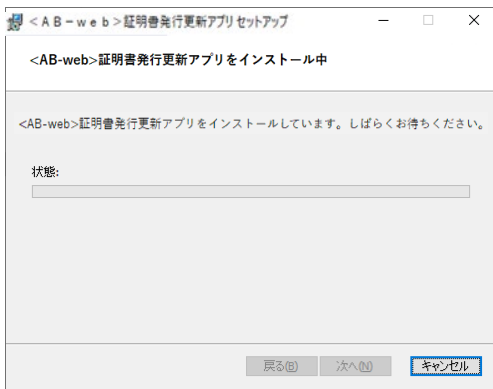 ＜ＡＢ－ｗｅｂ＞証明書発行更新アプリ セットアップ
<AB-web>証明書発行更新アプリをインストール中
<AB-web>証明書発行更新アプリをインストールしています。しばらくお待ちください。
状態:
戻る(B) 次へ(N) キャンセル